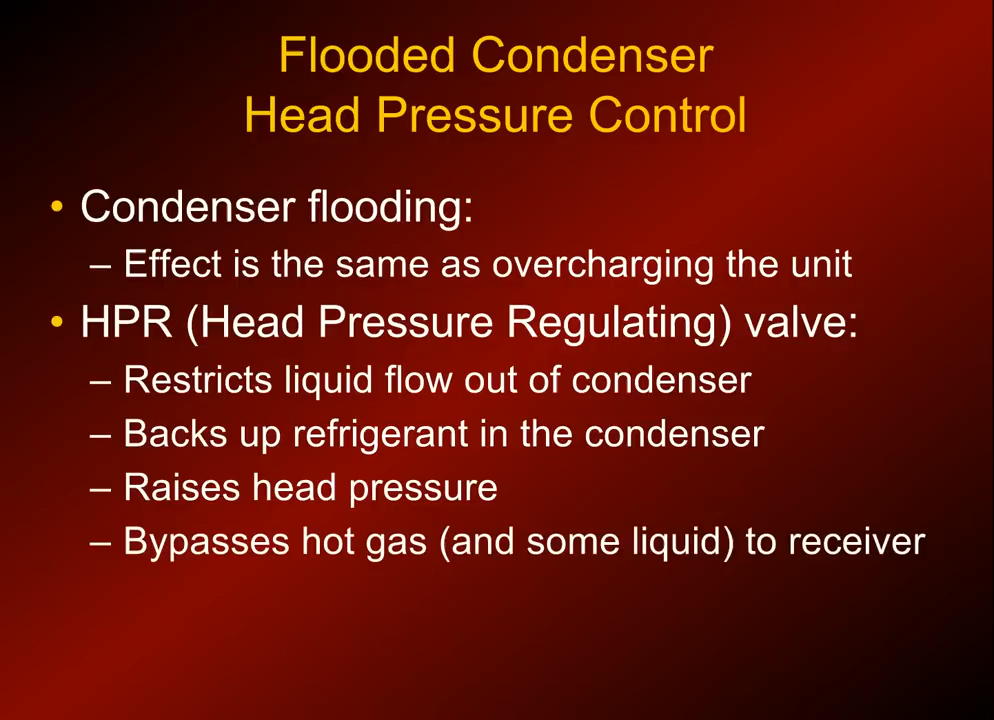 Flooded Condenser
Head Pressure Control
• Condenser flooding:
– Effect is the same as overcharging the unit
• HPR (Head Pressure Regulating) valve:
– Restricts liquid flow out of condenser
– Backs up refrigerant in the condenser
– Raises head pressure
– Bypasses hot gas (and some liquid) to receiver